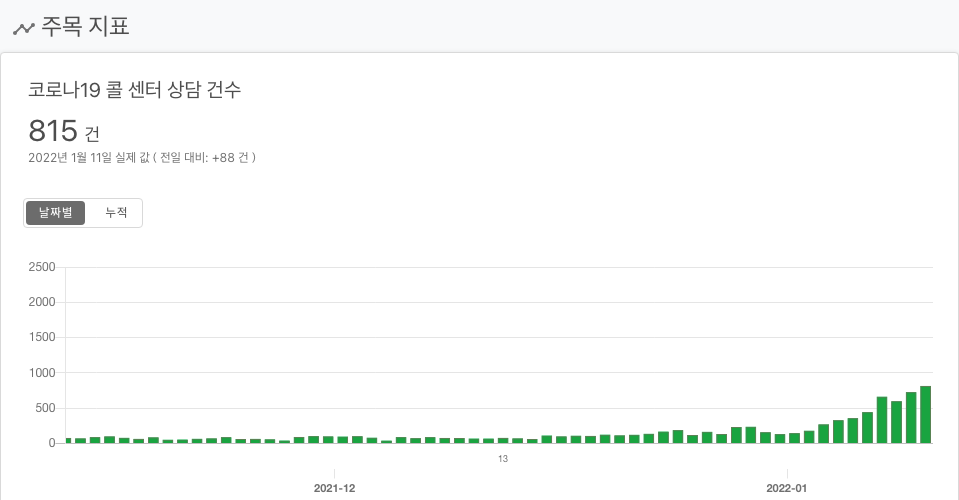 주목 지표
코로나19 콜 센터 상담 건수
815 건
2022년 1월 11일 실제 값 ( 전일 대비: +88 건 )
날짜별 누적
2500
2000
1500
1000
500
0
13
2021-12 2022-01